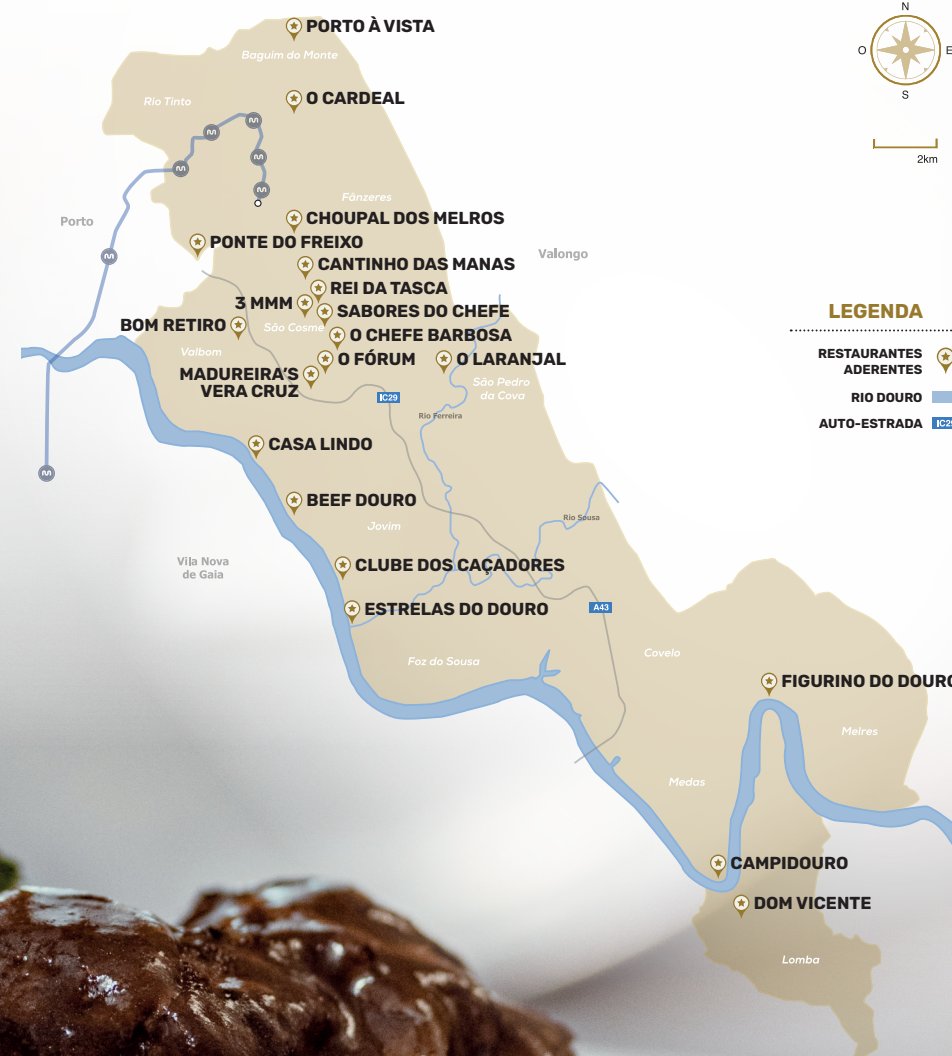 N
PORTO À VISTA
O
E
Baguim do Monte
S
O CARDEAL
Rio Tinto
2km
Fânzeres
CHOUPAL DOS MELROS
Porto
PONTE DO FREIXO
Valongo
CANTINHO DAS MANAS
REI DA TASCA
3 MMM
SABORES DO CHEFE
LEGENDA
BOM RETIRO
São Cosme
O CHEFE BARBOSA
Valbom
O FÓRUM
O LARANJAL
RESTAURANTES
ADERENTES
MADUREIRA'S
VERA CRUZ
São Pedro
da Cova
IC29
RIO DOURO
Rio Ferreira
AUTO-ESTRADA
IC29
CASA LINDO
BEEF DOURO
Rio Sousa
Jovim
Vila Nova
de Gaia
CLUBE DOS CAÇADORES
ESTRELAS DO DOURO
A43
Foz do Sousa
Covelo
FIGURINO DO DOURO
Melres
Medas
CAMPIDOURO
DOM VICENTE
Lomba